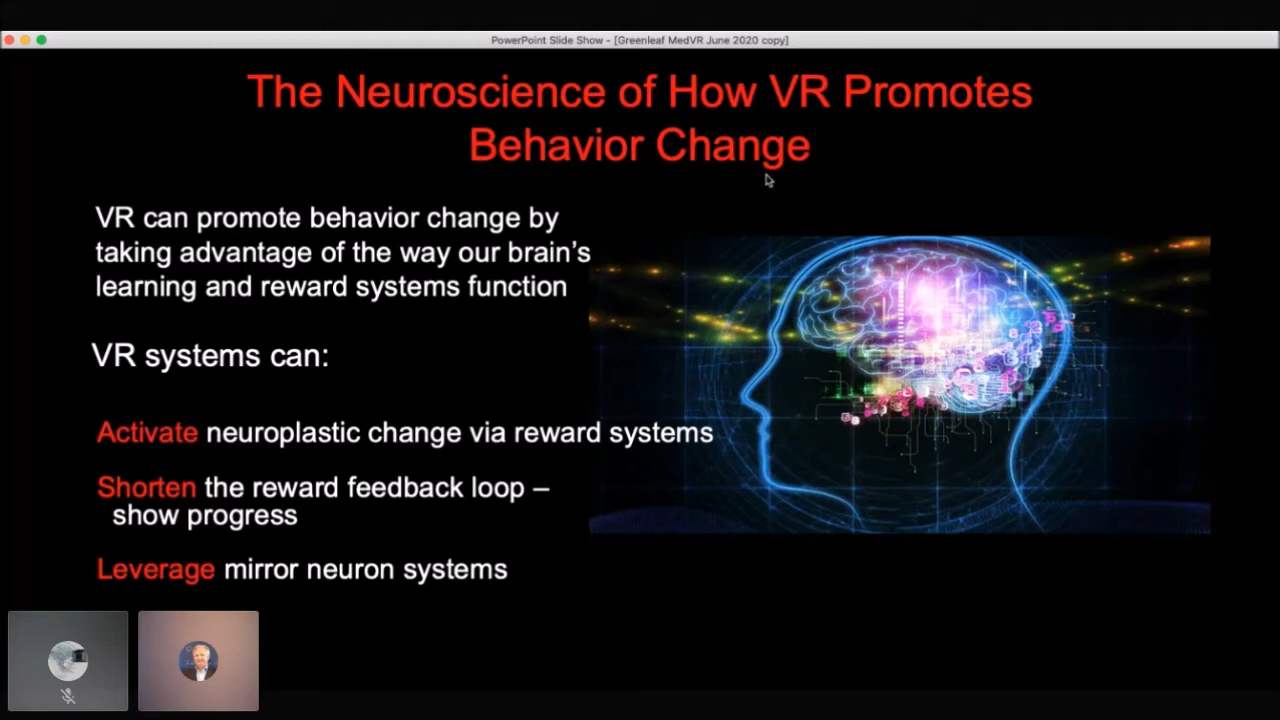 PowerPoint Slide Show - [Greenleaf MedVR June 2020 copy]
The Neuroscience of How VR Promotes
Behavior Change
VR can promote behavior change by
taking advantage of the way our brain’s
learning and reward systems function
VR systems can:
Activate neuroplastic change via reward systems
Shorten the reward feedback loop –
show progress
Leverage mirror neuron systems